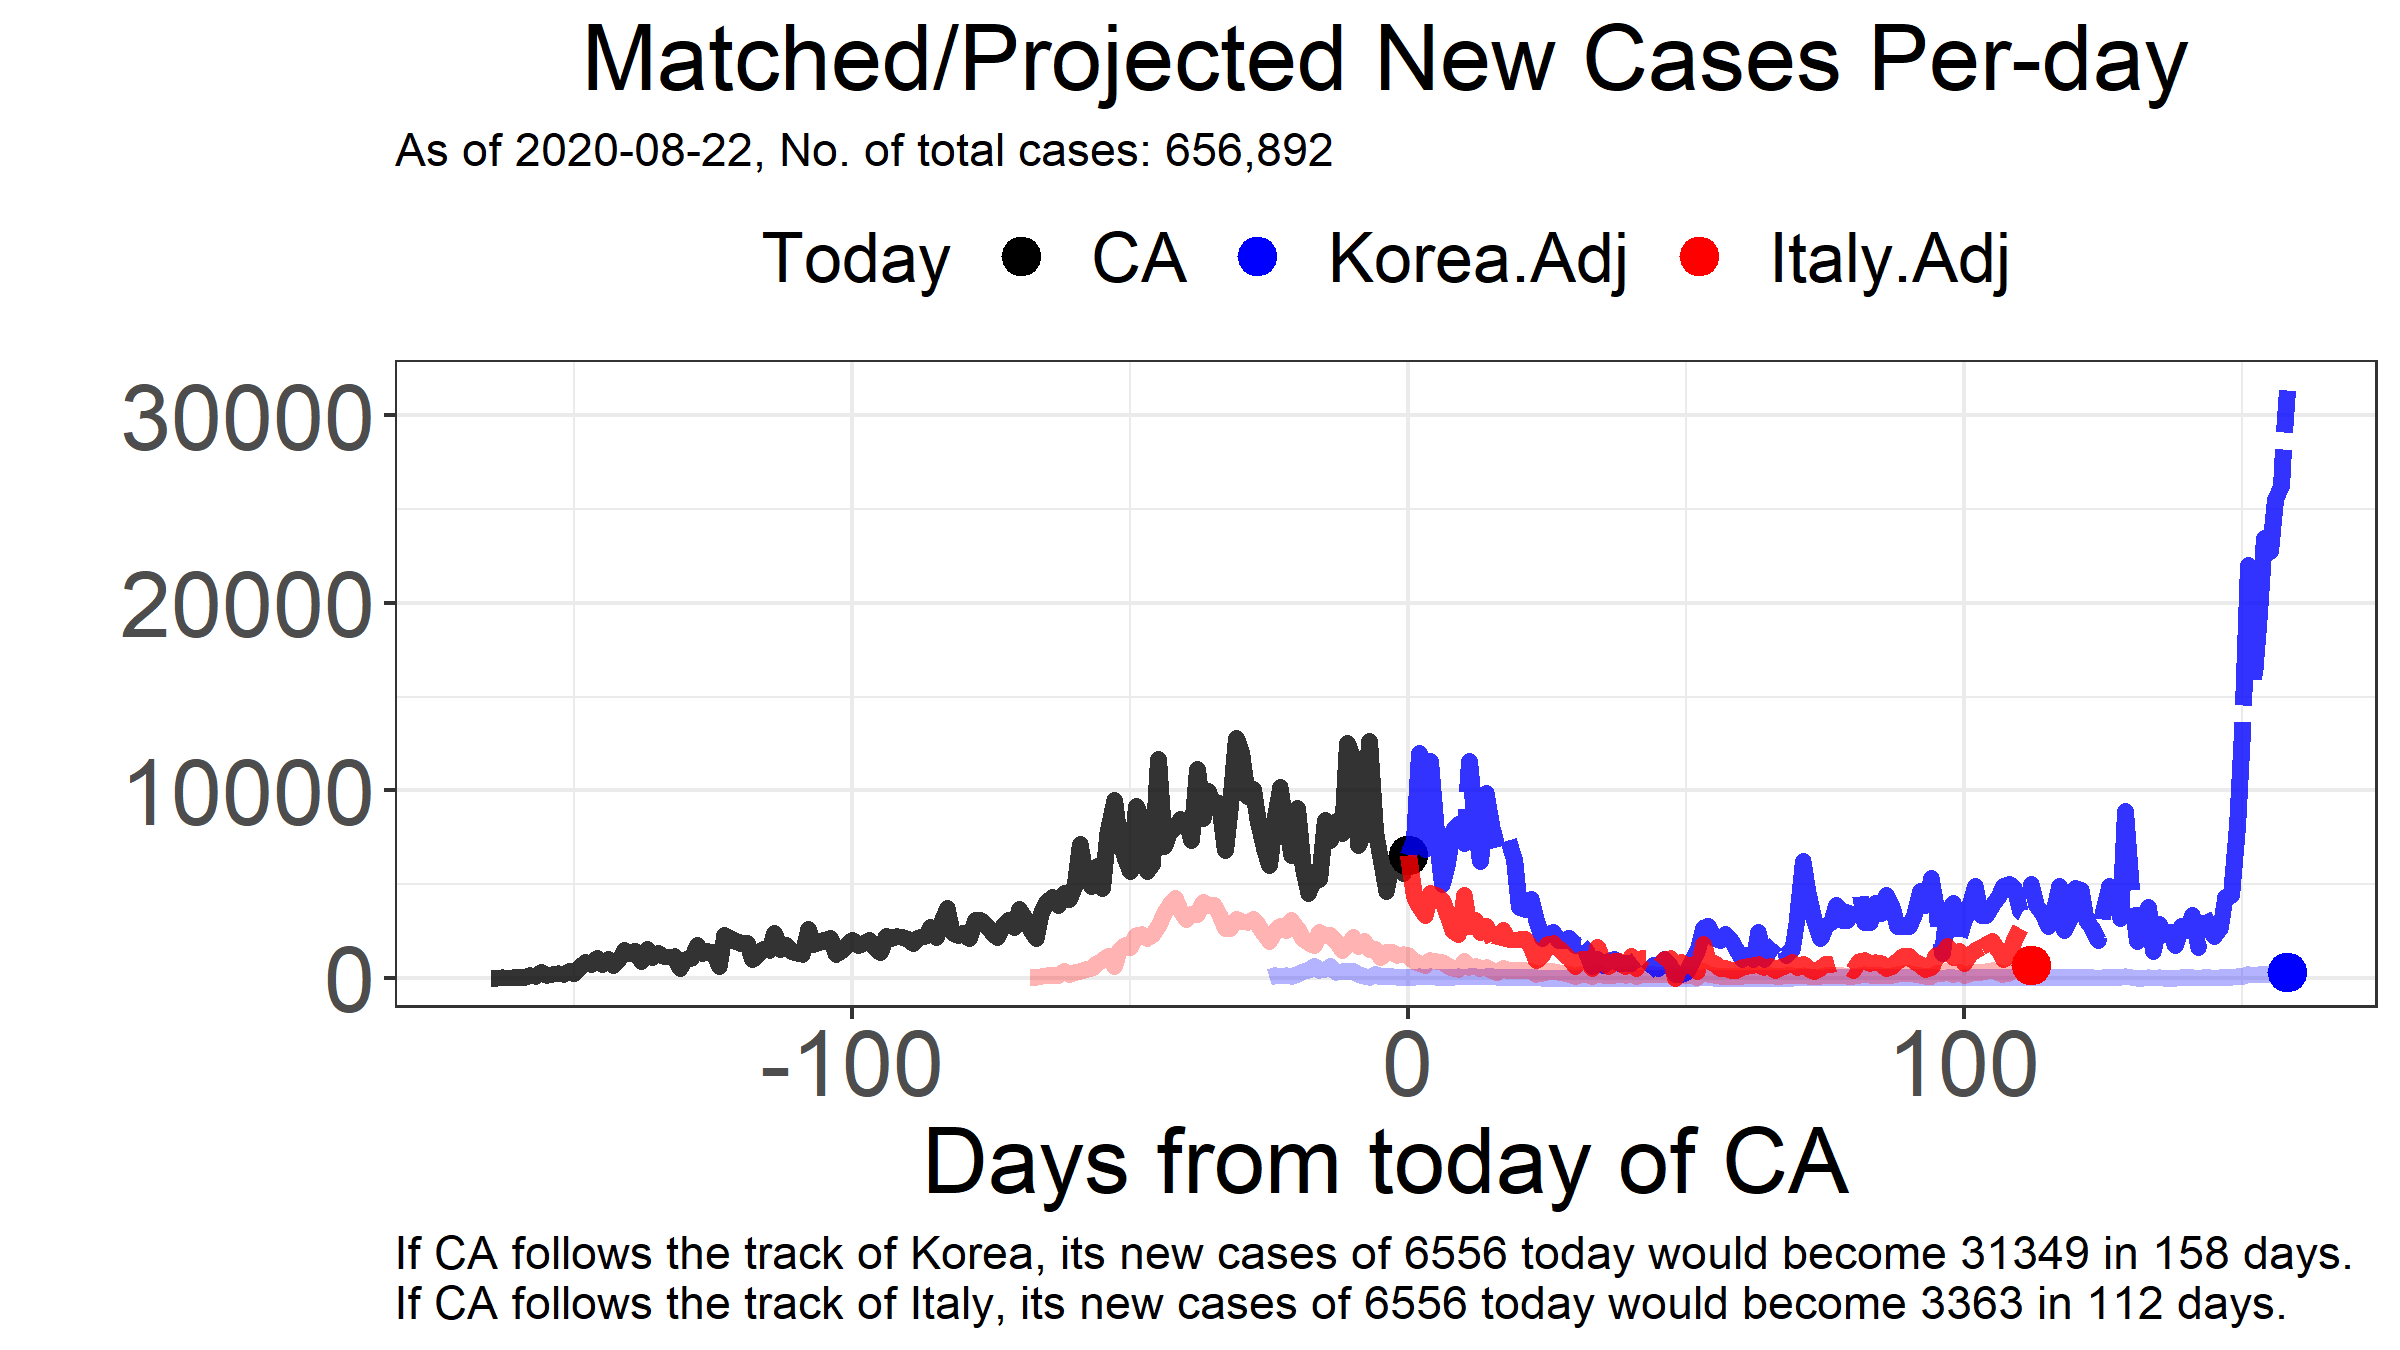 Matched/Projected New Cases Per-day
As of 2020-08-22, No. of total cases: 656,892
Today CA Korea.Adj Italy.Adj
30000
20000
10000
0
-100 0 100
Days from today of CA
If CA follows the track of Korea, its new cases of 6556 today would become 31349 in 158 days.
If CA follows the track of Italy, its new cases of 6556 today would become 3363 in 112 days.